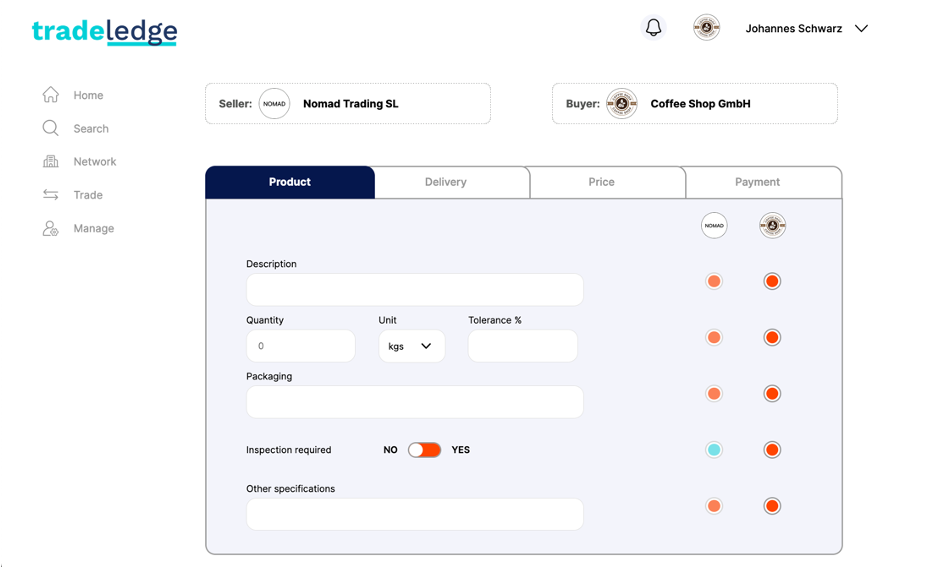 tradeledge
Johannes Schwarz
Home
Search
Network
Trade
Manage
Seller: NOMAD Nomad Trading SL
Buyer: Coffee Shop GmbH
Product Delivery Price Payment
NOMAD
Description
Quantity Unit Tolerance %
0 kgs
Packaging
Inspection required NO YES
Other specifications